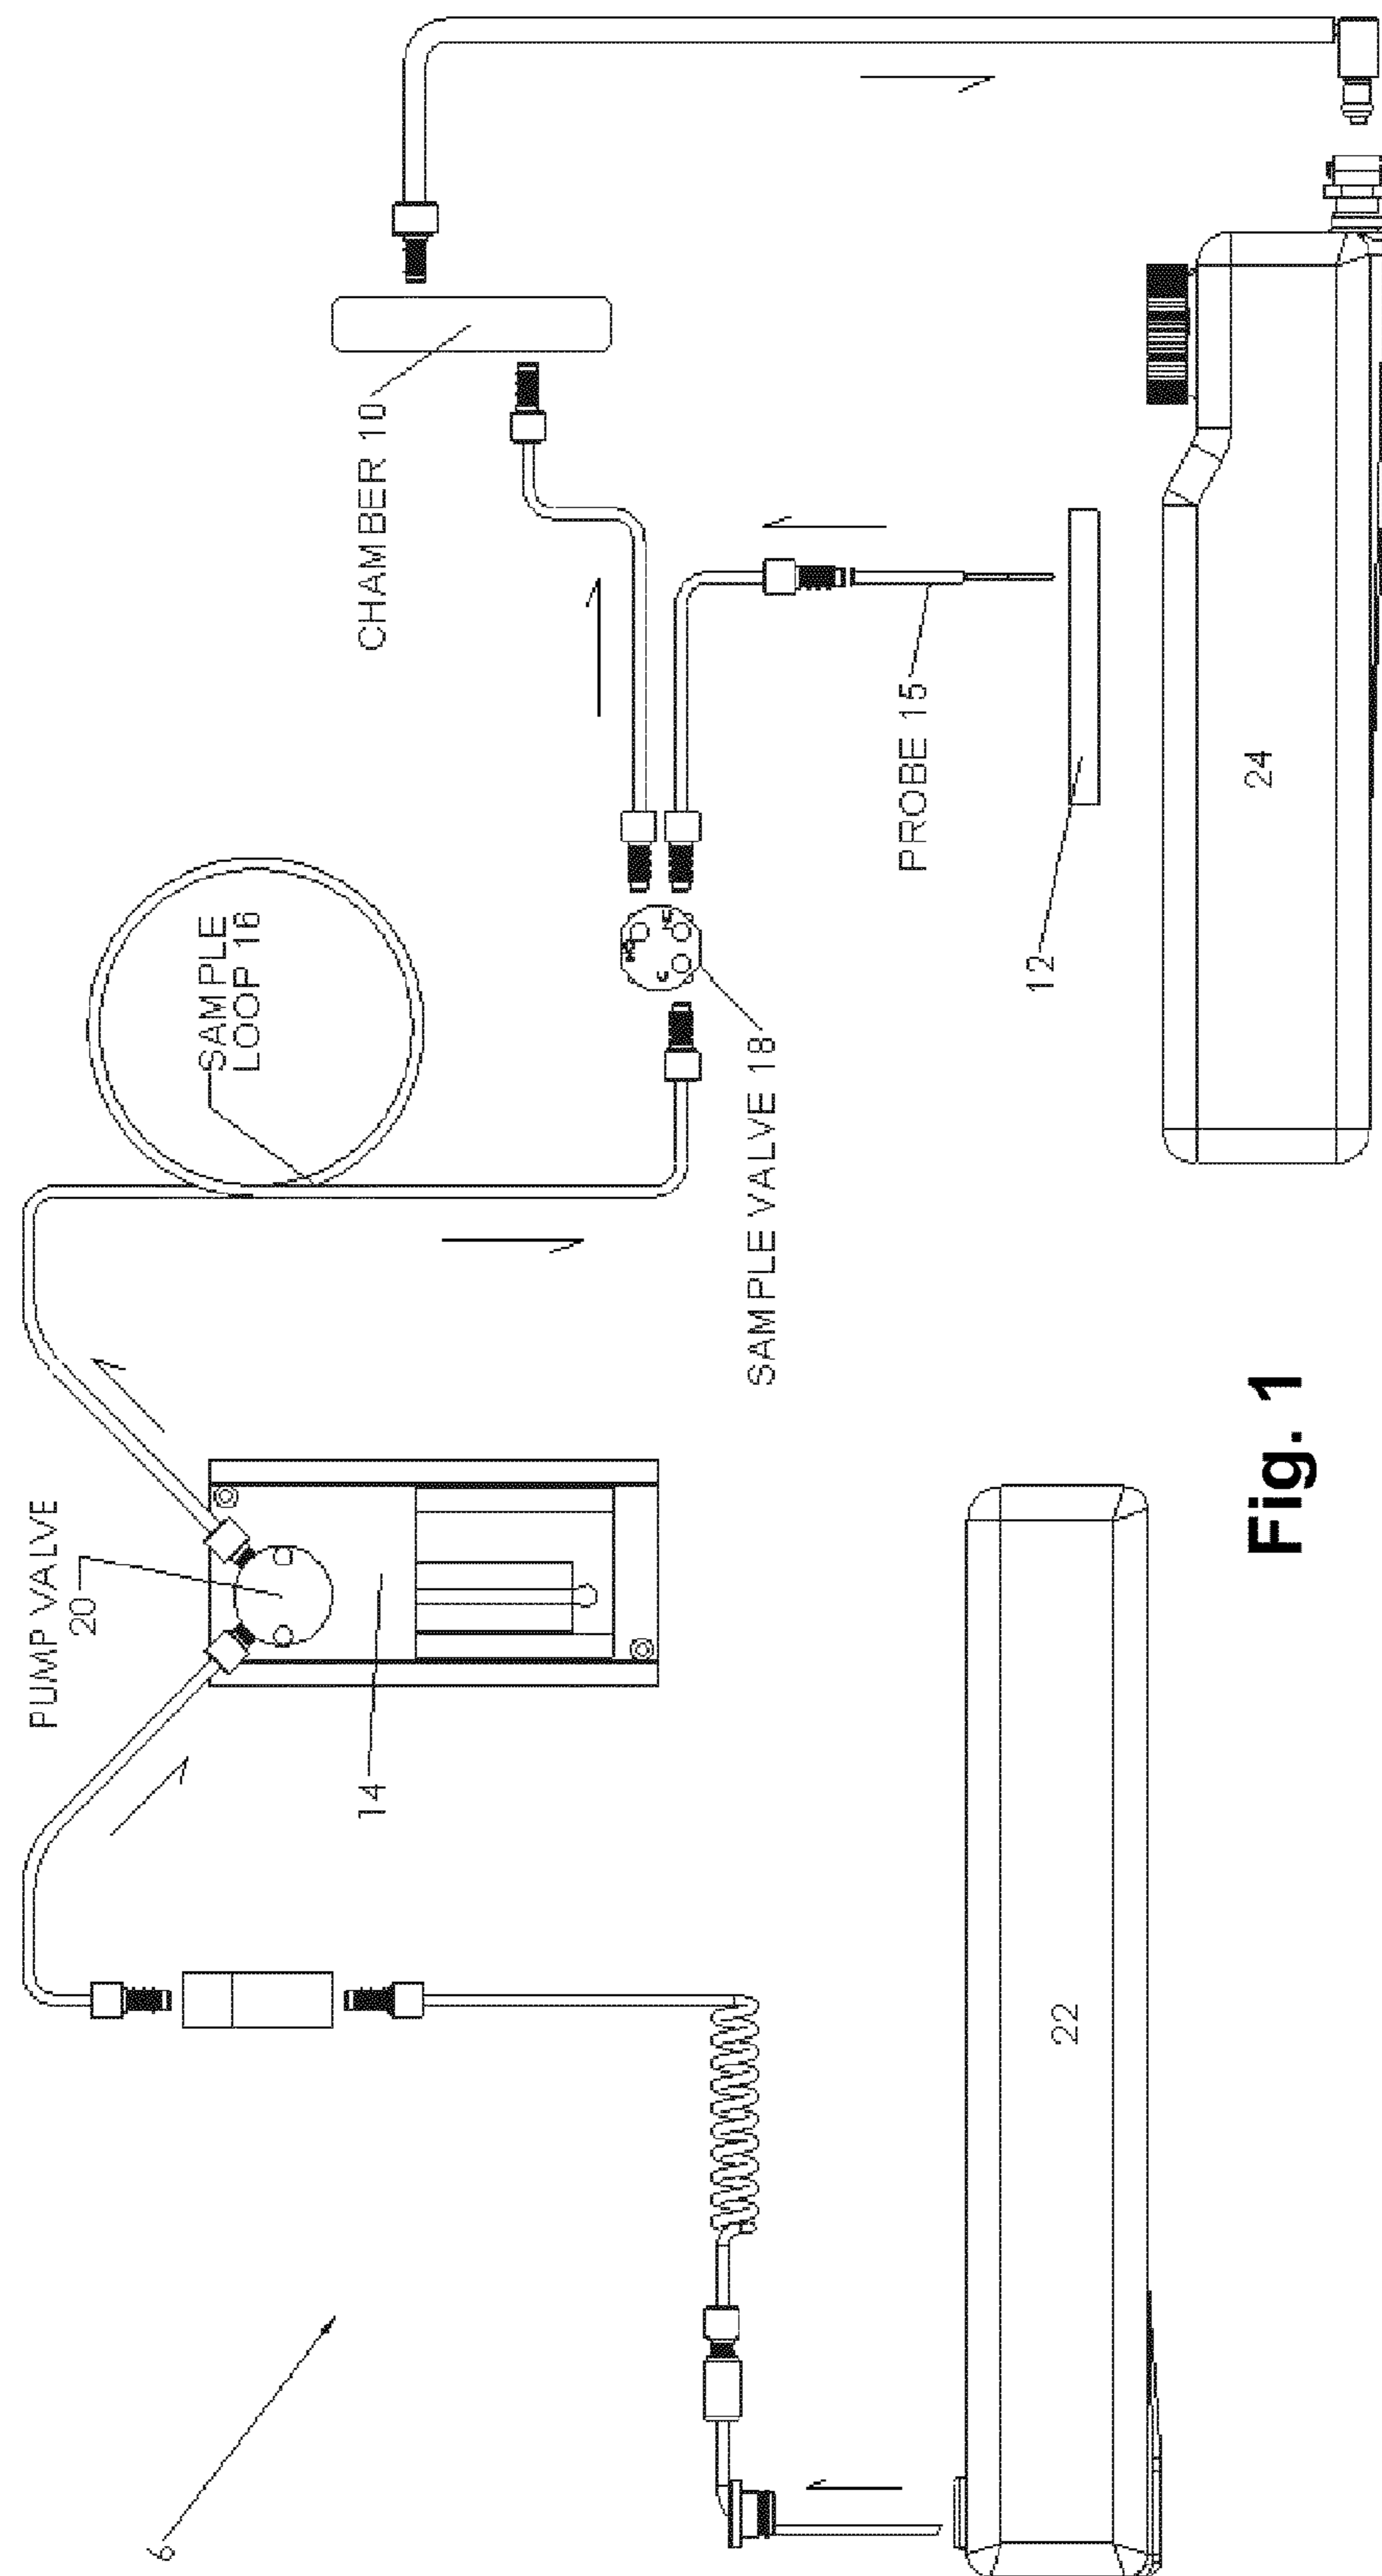 PUMP VALVE
20
6
SAMPLE
LOOP 16
14
CHAMBER 10
SAMPLE VALVE 18
PROBE 15
12
22
24
Fig. 1